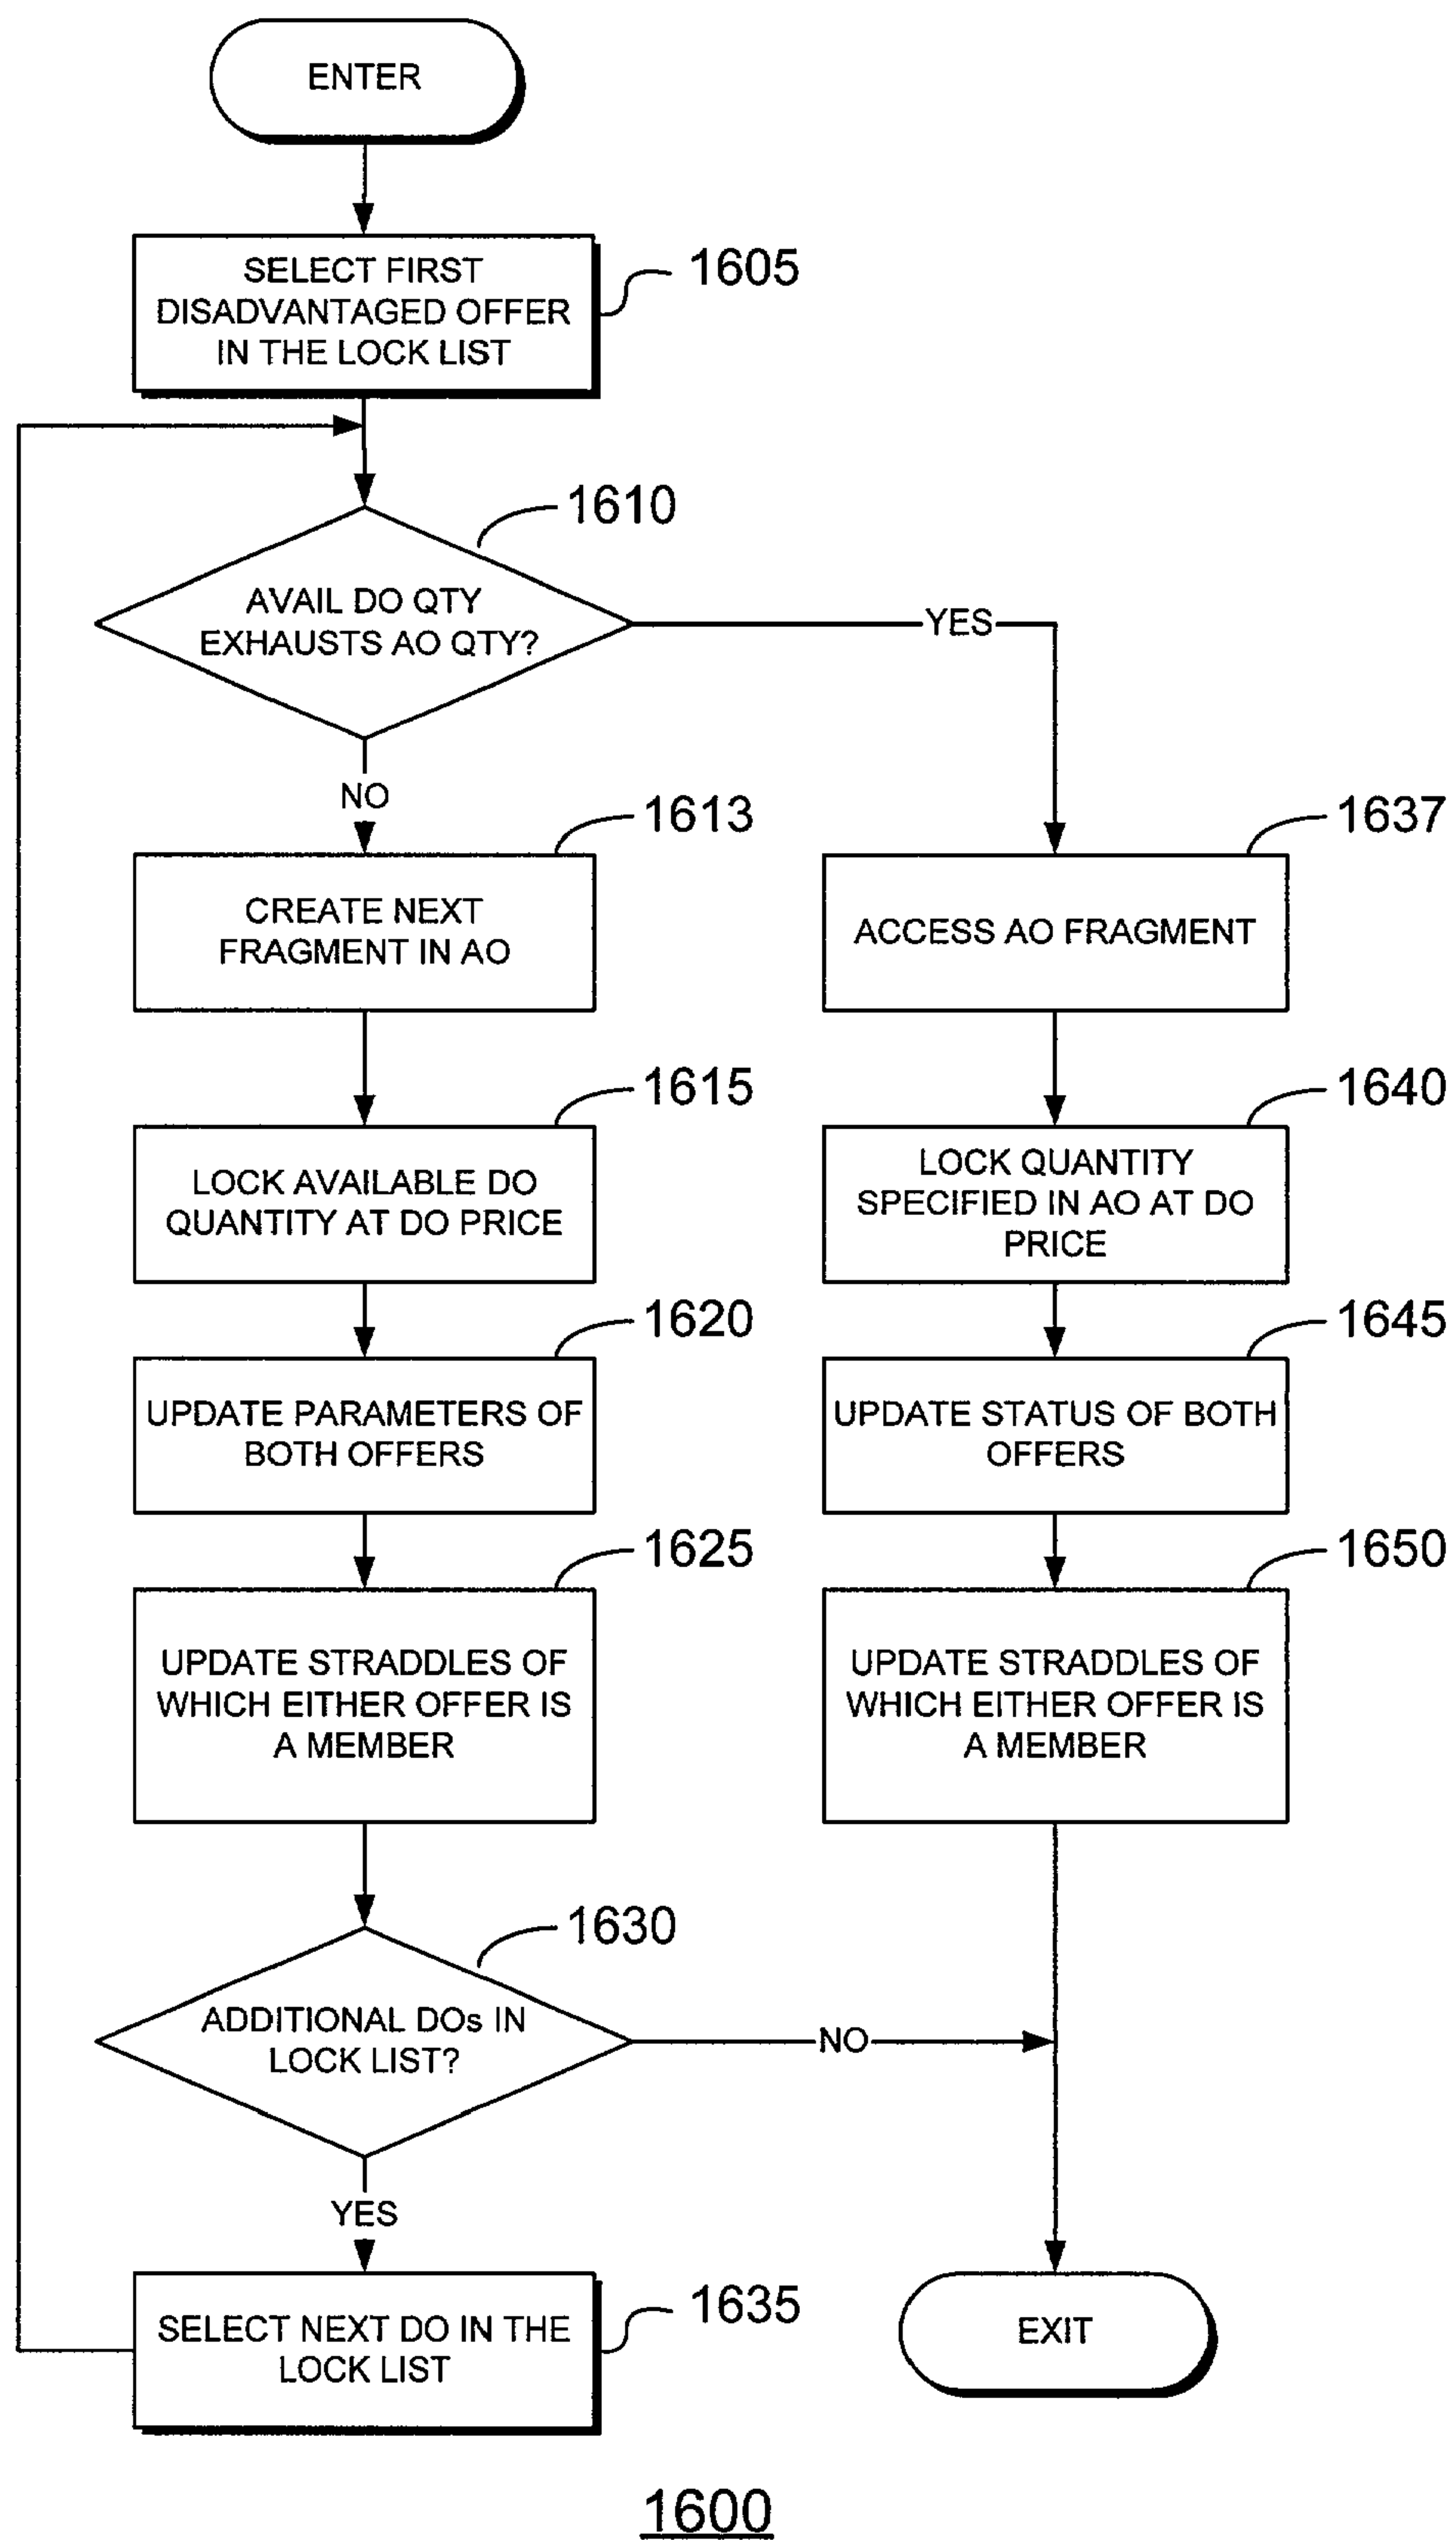 ENTER
SELECT FIRST
DISADVANTAGED OFFER
IN THE LOCK LIST
1605
1610
AVAIL DO QTY
EXHAUSTS AO QTY?
YES
NO
1613
CREATE NEXT
FRAGMENT IN AO
1637
ACCESS AO FRAGMENT
1615
LOCK AVAILABLE DO
QUANTITY AT DO PRICE
1640
LOCK QUANTITY
SPECIFIED IN AO AT DO
PRICE
1620
UPDATE PARAMETERS OF
BOTH OFFERS
1645
UPDATE STATUS OF BOTH
OFFERS
1625
UPDATE STRADDLES OF
WHICH EITHER OFFER IS
A MEMBER
1650
UPDATE STRADDLES OF
WHICH EITHER OFFER IS
A MEMBER
1630
ADDITIONAL DOs IN
LOCK LIST?
NO
YES
SELECT NEXT DO IN THE
LOCK LIST
1635
EXIT
1600